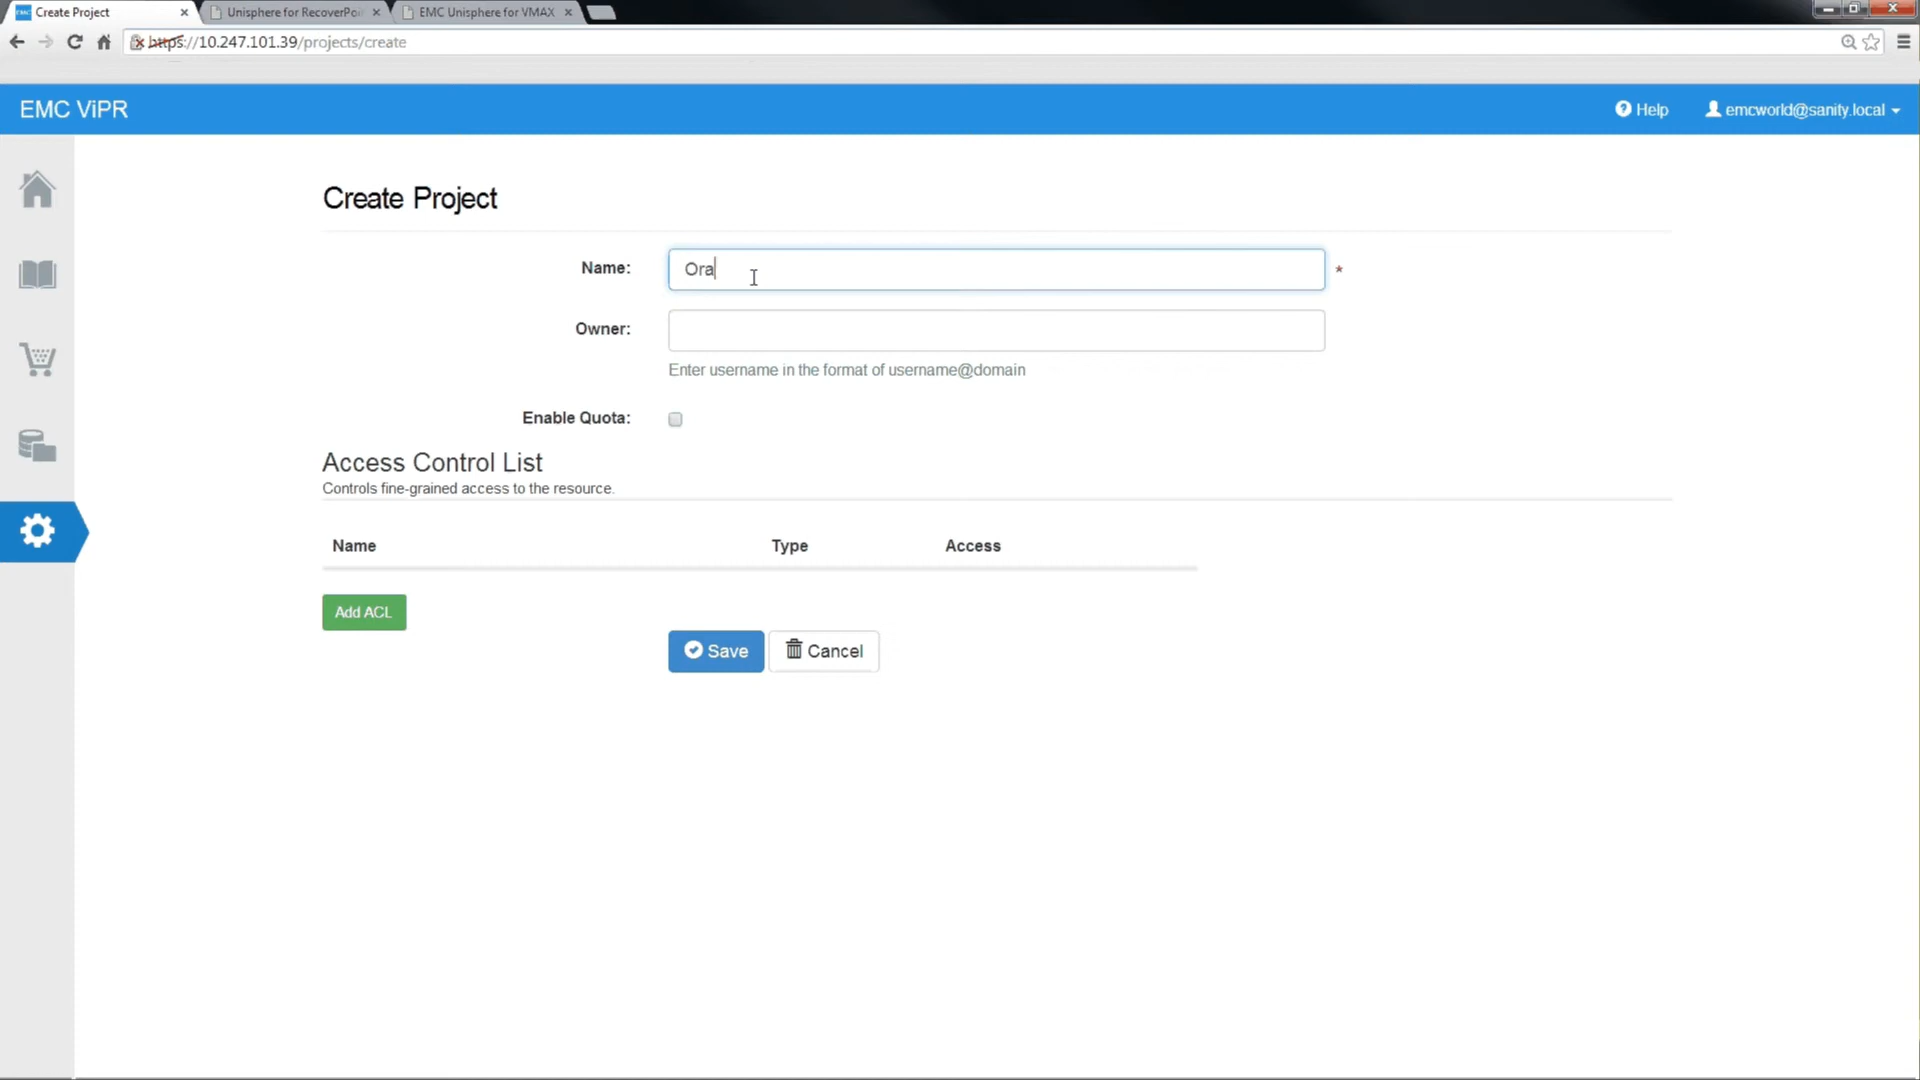 Create Project
Unisphere for RecoverPoi
EMC Unisphere for VMAX
https://10.247.101.39/projects/create
EMC ViPR
Help
emcworld@sanity.local
Create Project
Name: Ora *
Owner:
Enter username in the format of username@domain
Enable Quota:
Access Control List
Controls fine-grained access to the resource.
Name Type Access
Add ACL
Save Cancel